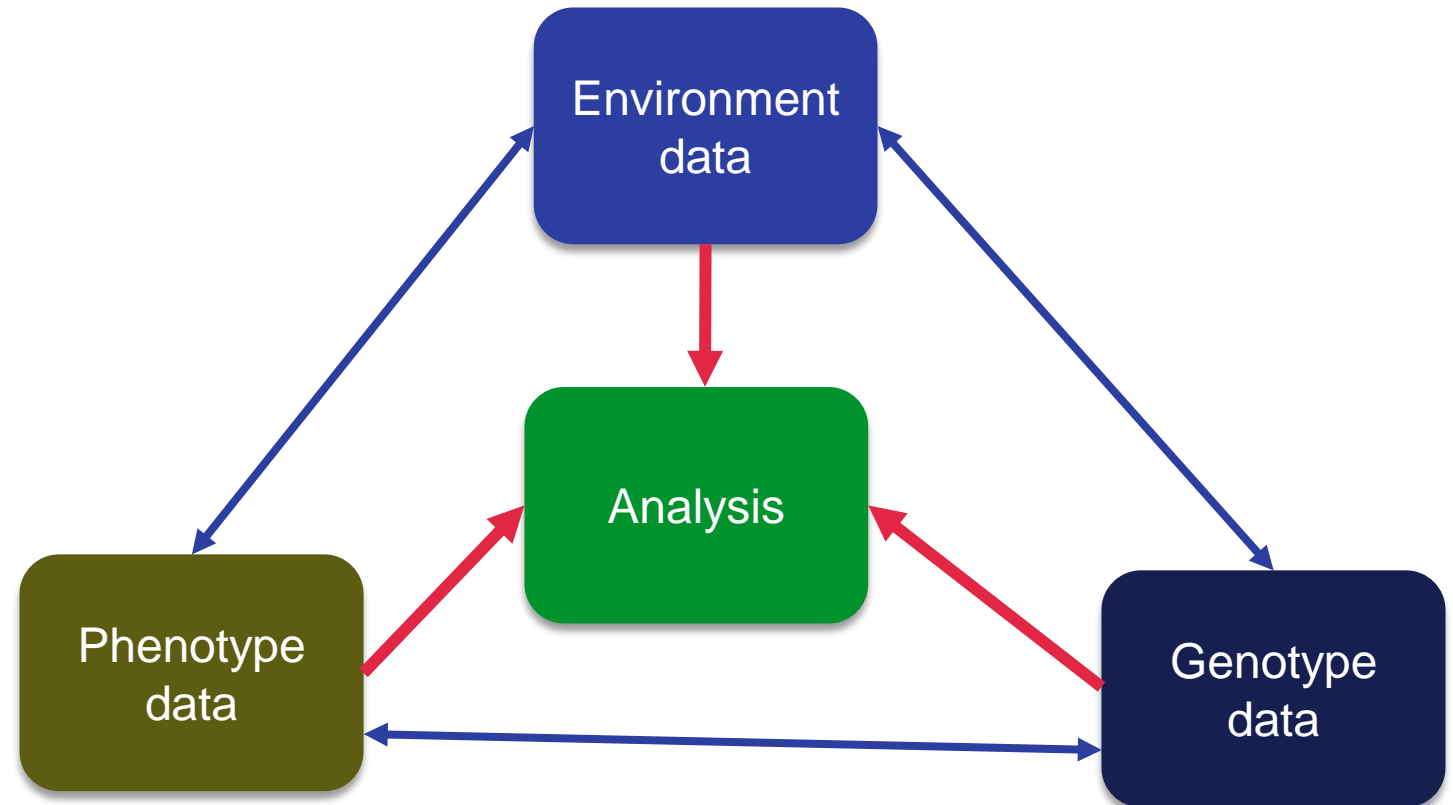 Environment
data
Analysis
Phenotype
data
Genotype
data